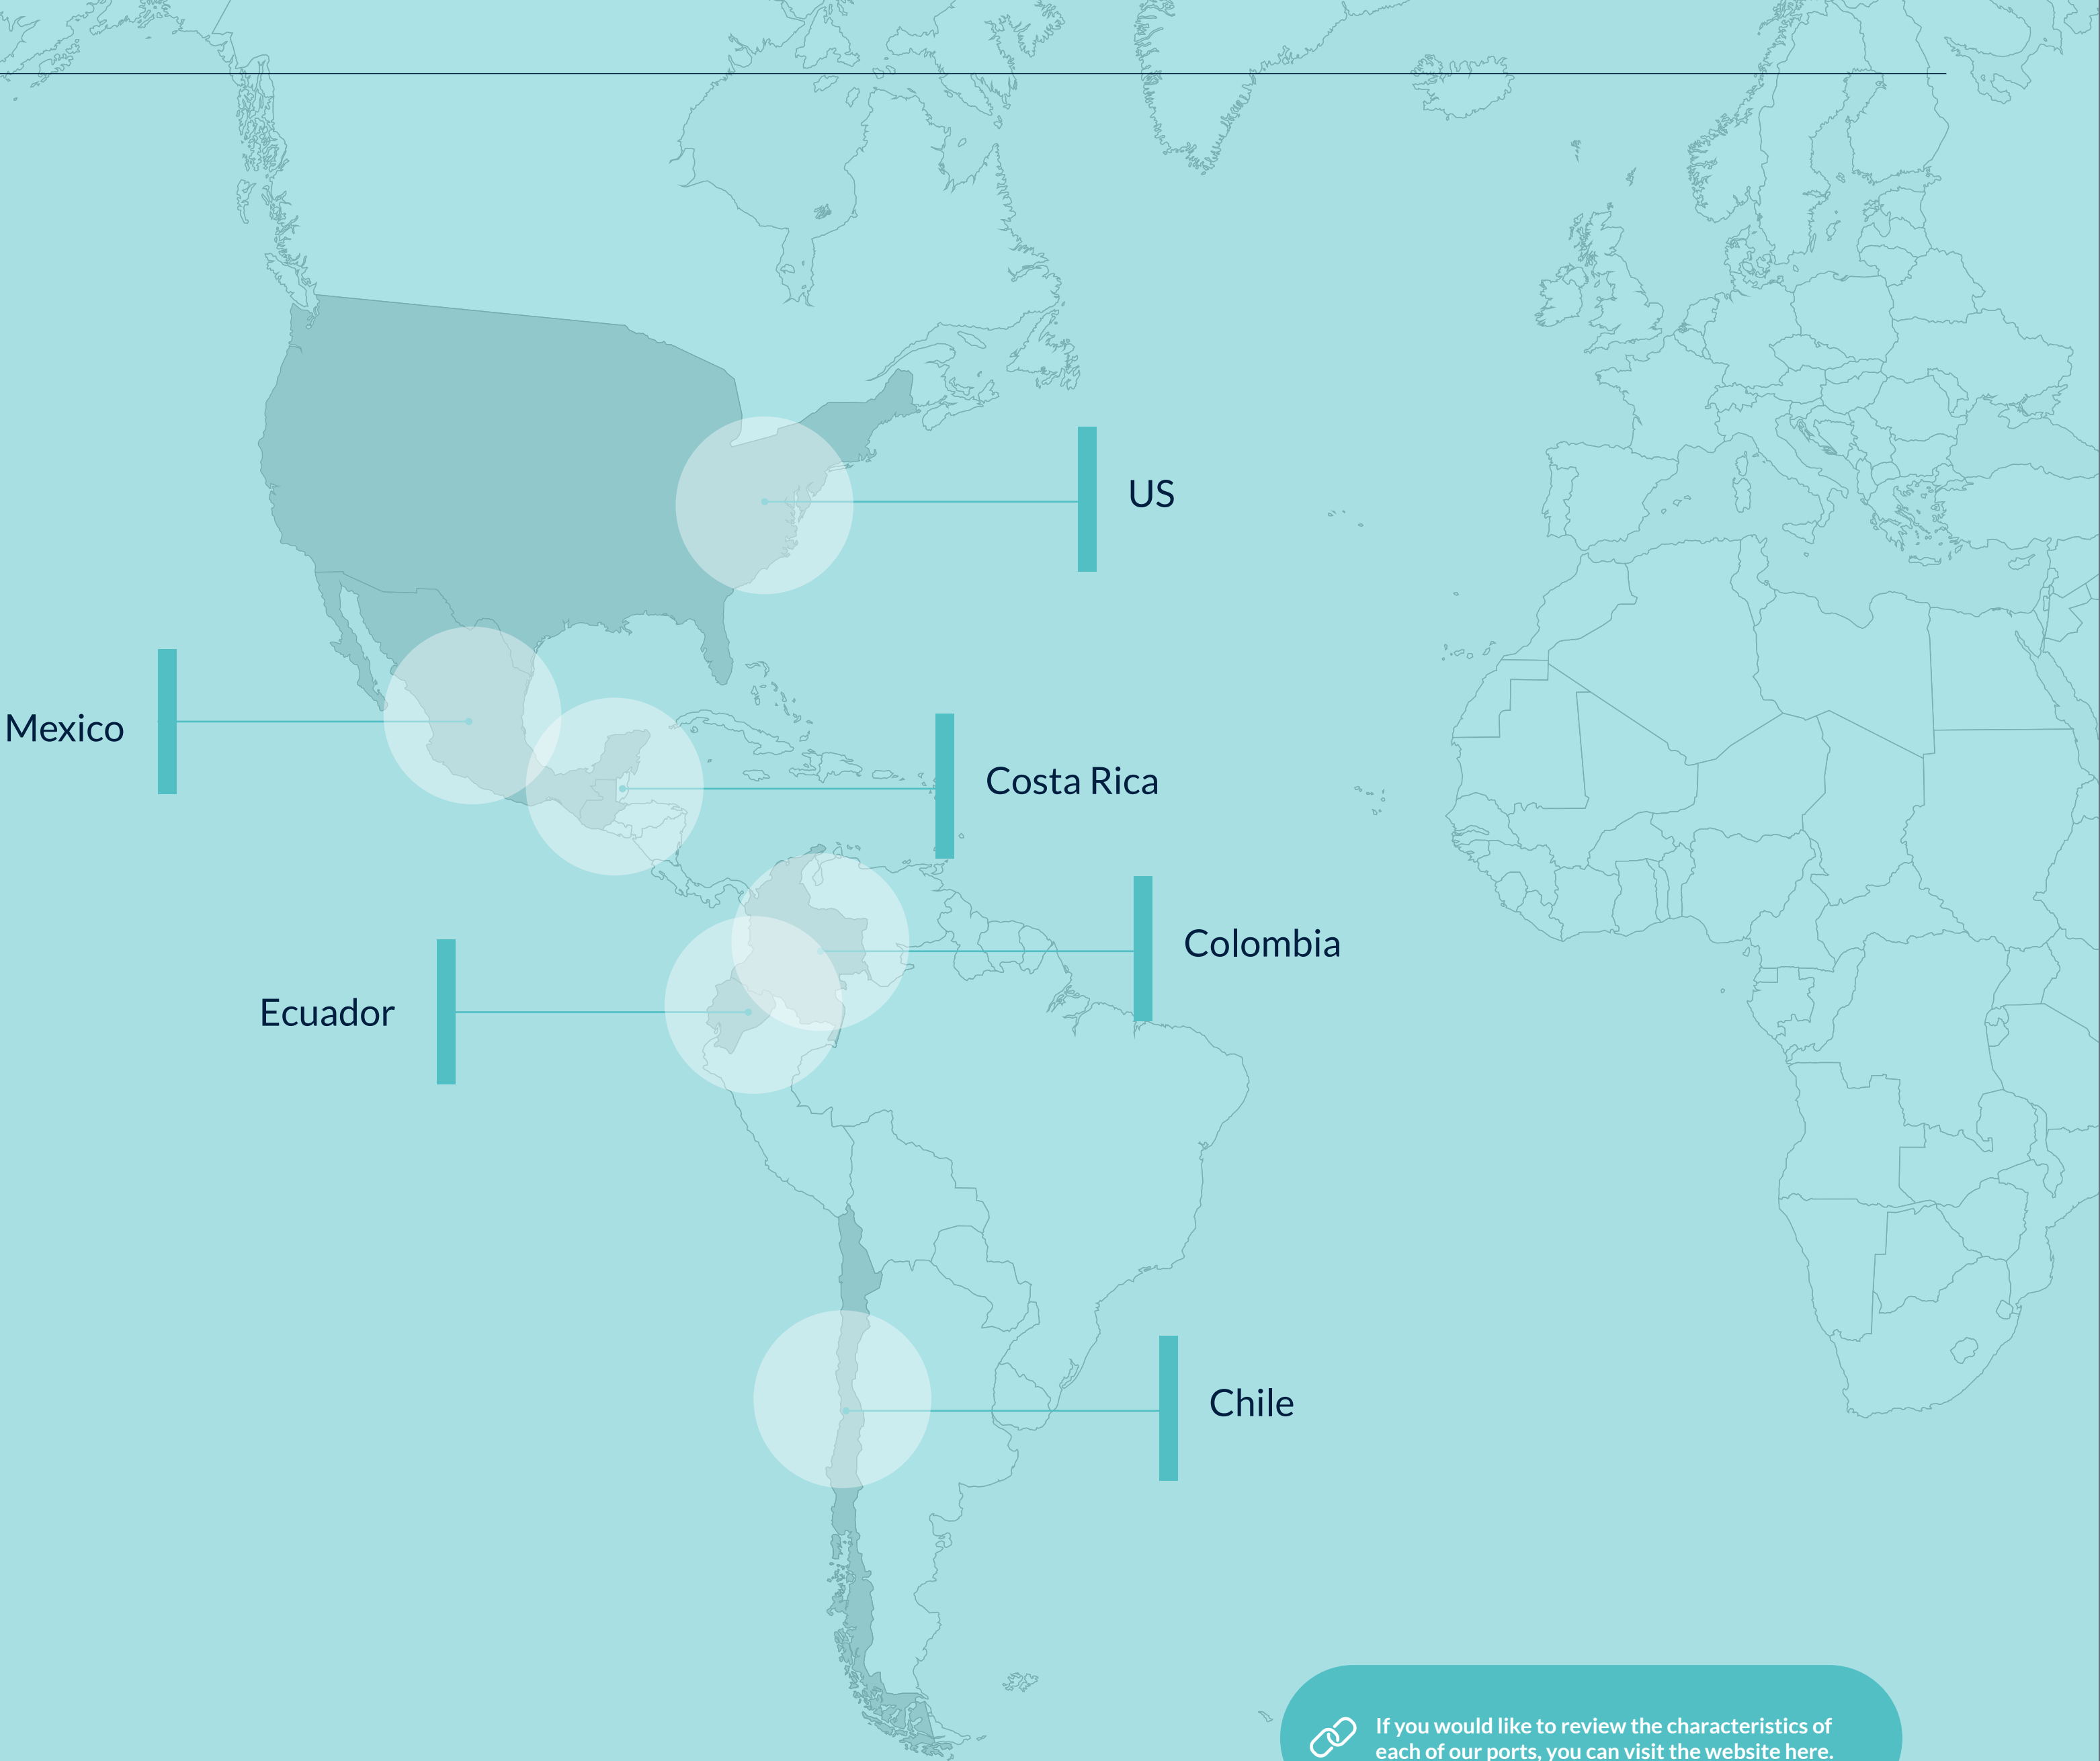 US
Mexico
Costa Rica
Colombia
Ecuador
Chile
If you would like to review the characteristics of
each of our ports, you can visit the website here.